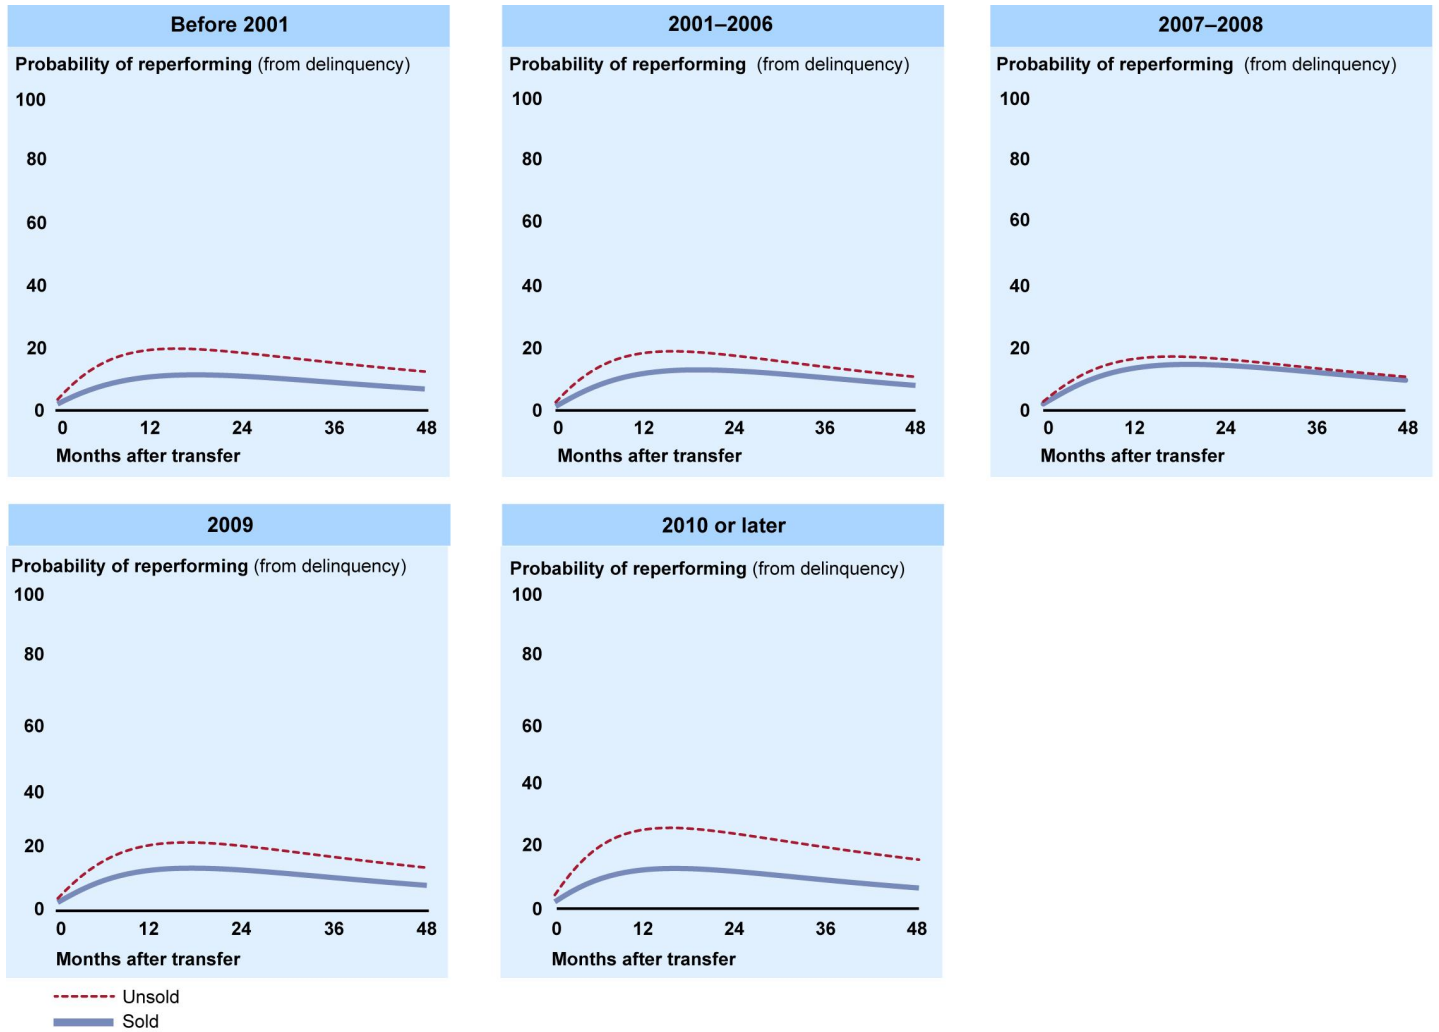 Before 2001
Probability of reperforming (from delinquency)
100
80
60
40
20
0
0 12 24 36 48
Months after transfer
2001–2006
Probability of reperforming (from delinquency)
100
80
60
40
20
0
0 12 24 36 48
Months after transfer
2007–2008
Probability of reperforming (from delinquency)
100
80
60
40
20
0
0 12 24 36 48
Months after transfer
2009
Probability of reperforming (from delinquency)
100
80
60
40
20
0
0 12 24 36 48
Months after transfer
2010 or later
Probability of reperforming (from delinquency)
100
80
60
40
20
0
0 12 24 36 48
Months after transfer
Unsold
Sold